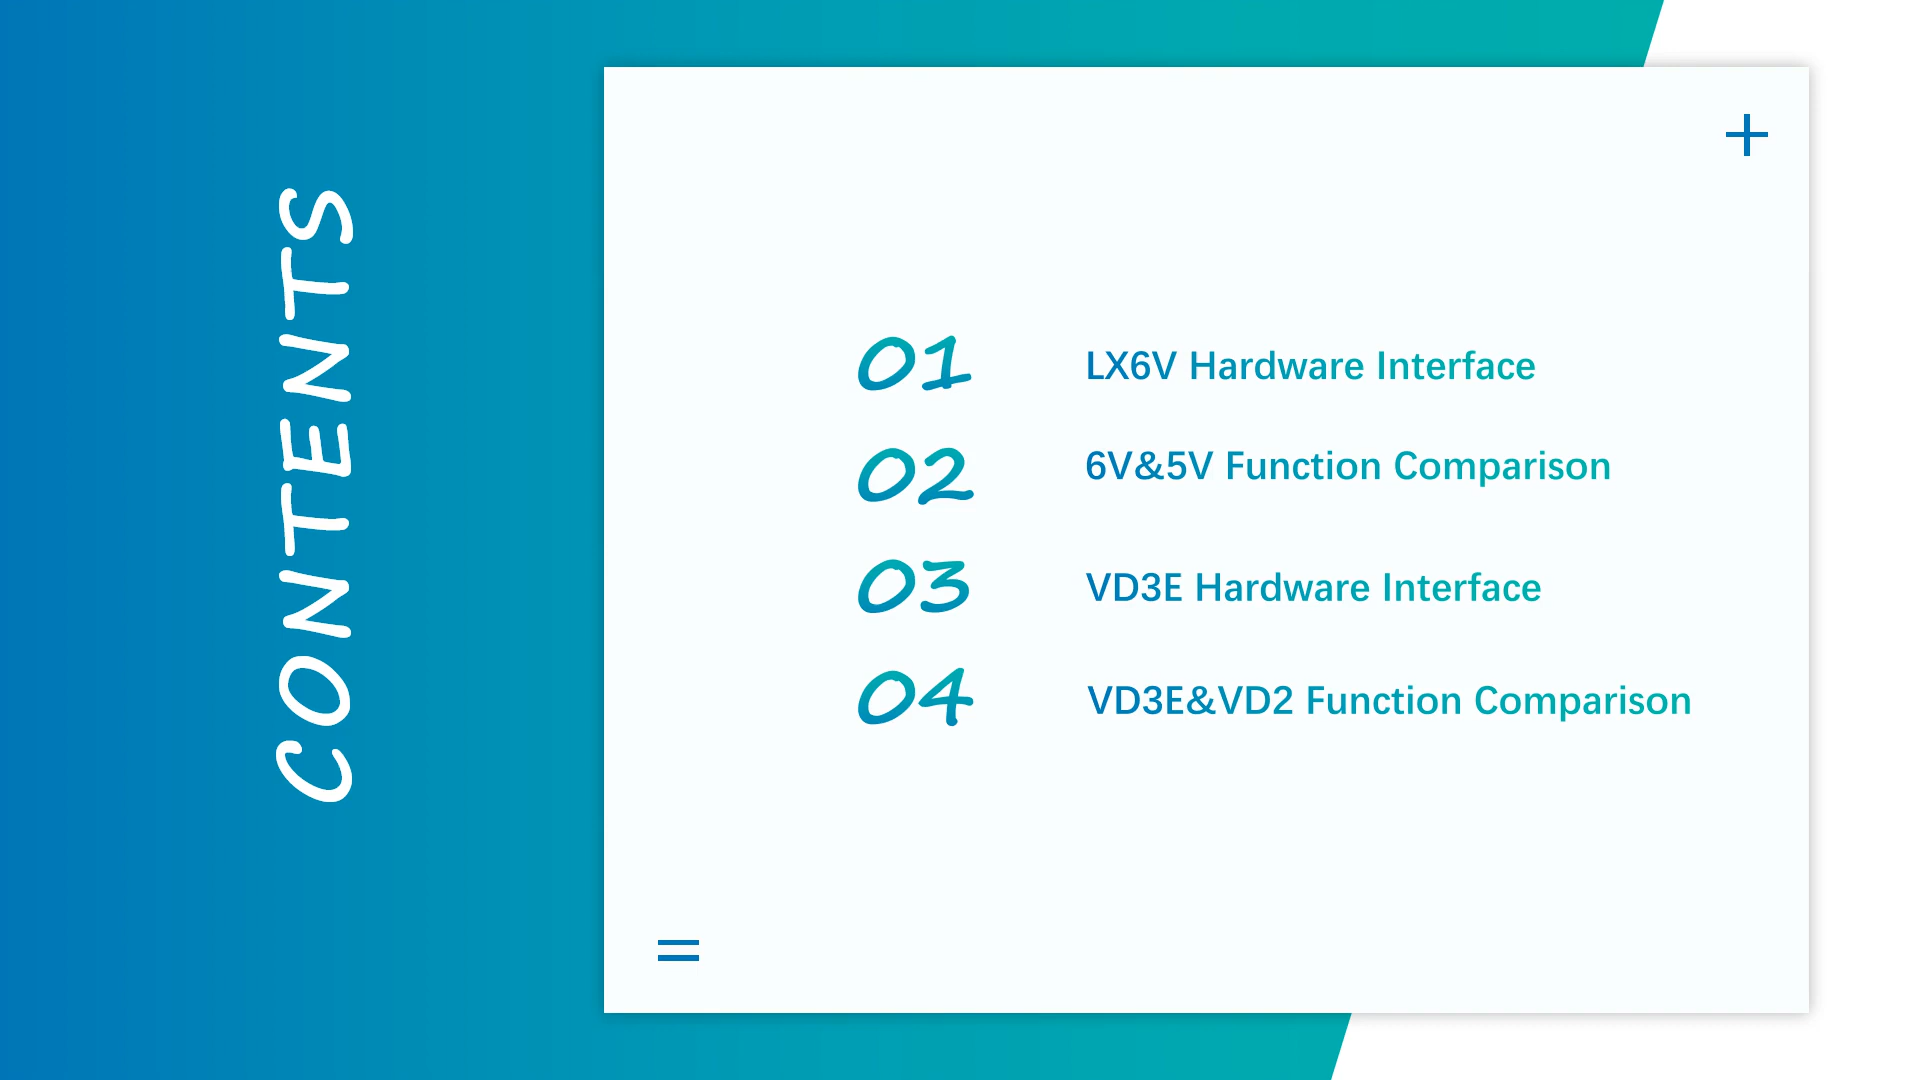 CONTENTS
01 LX6V Hardware Interface
02 6V&5V Function Comparison
03 VD3E Hardware Interface
04 VD3E&VD2 Function Comparison